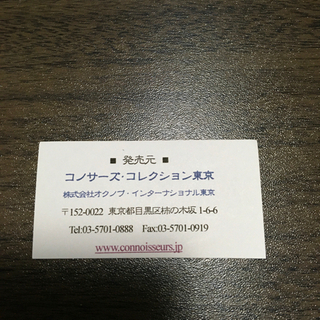 ■ 発売元 ■
コノサーズ・コレクション東京
株式会社オクノブ・インターナショナル東京
〒152-0022 東京都目黒区柿の木坂 1-6-6
Tel:03-5701-0888 Fax:03-5701-0919
www.connoisseurs.jp